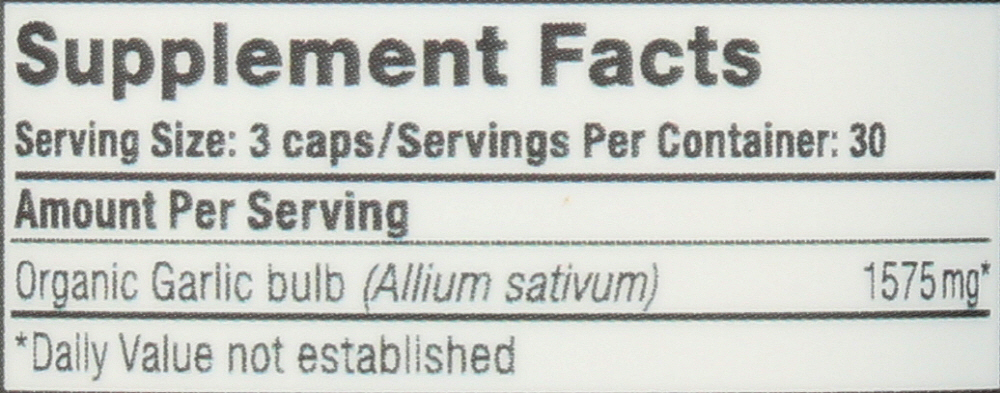 Supplement Facts
Serving Size: 3 caps/Servings Per Container: 30
Amount Per Serving
Organic Garlic bulb (Allium sativum) 1575mg*
*Daily Value not established